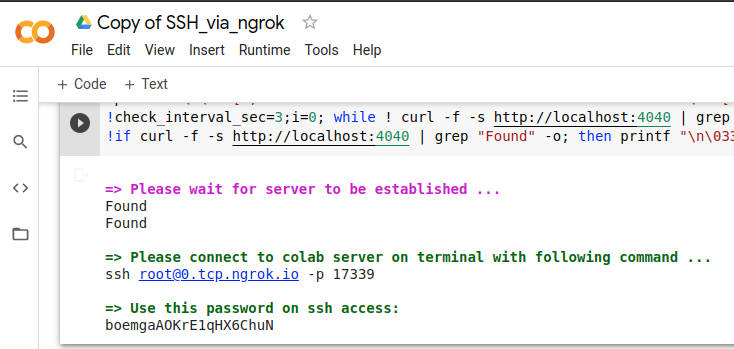 Copy of SSH_via_ngrok
File Edit View Insert Runtime Tools Help
+ Code + Text
!check_interval_sec=3;i=0; while ! curl -f -s http://localhost:4040 | grep
!if curl -f -s http://localhost:4040 | grep "Found" -o; then printf "\n\033
=> Please wait for server to be established ...
Found
Found
=> Please connect to colab server on terminal with following command ...
ssh root@0.tcp.ngrok.io -p 17339
=> Use this password on ssh access:
boemgaAOKrE1qHX6ChuN